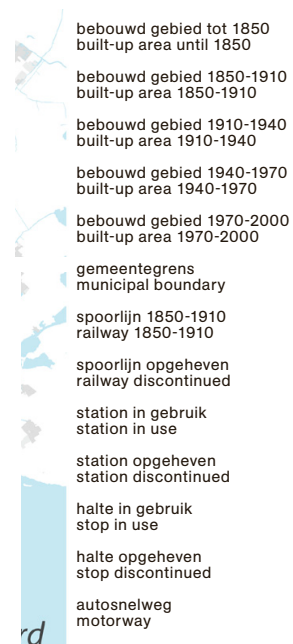 bebouwd gebied tot 1850
built-up area until 1850
bebouwd gebied 1850-1910
built-up area 1850-1910
bebouwd gebied 1910-1940
built-up area 1910-1940
bebouwd gebied 1940-1970
built-up area 1940-1970
bebouwd gebied 1970-2000
built-up area 1970-2000
gemeentegrens
municipal boundary
spoorlijn 1850-1910
railway 1850-1910
spoorlijn opgeheven
railway discontinued
station in gebruik
station in use
station opgeheven
station discontinued
halte in gebruik
stop in use
halte opgeheven
stop discontinued
autosnelweg
motorway
rd